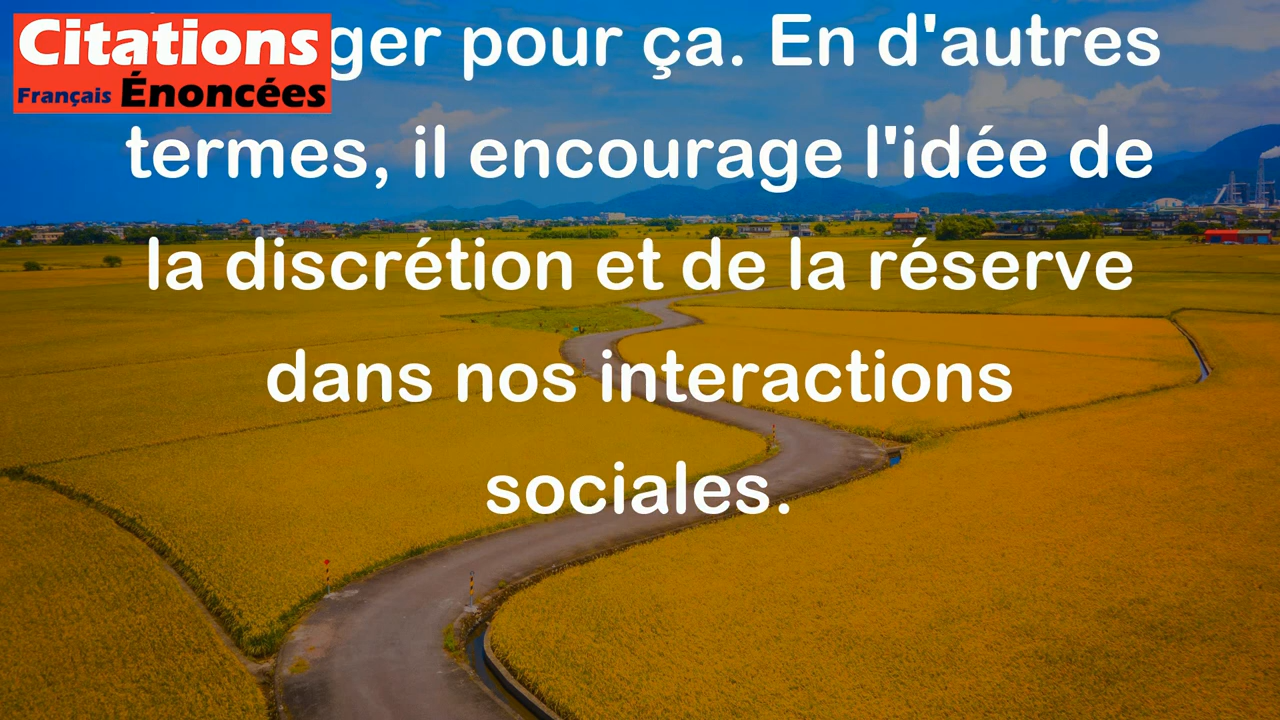 Citations
Français Énoncées
ger pour ça. En d'autres
termes, il encourage l'idée de
la discrétion et de la réserve
dans nos interactions
sociales.